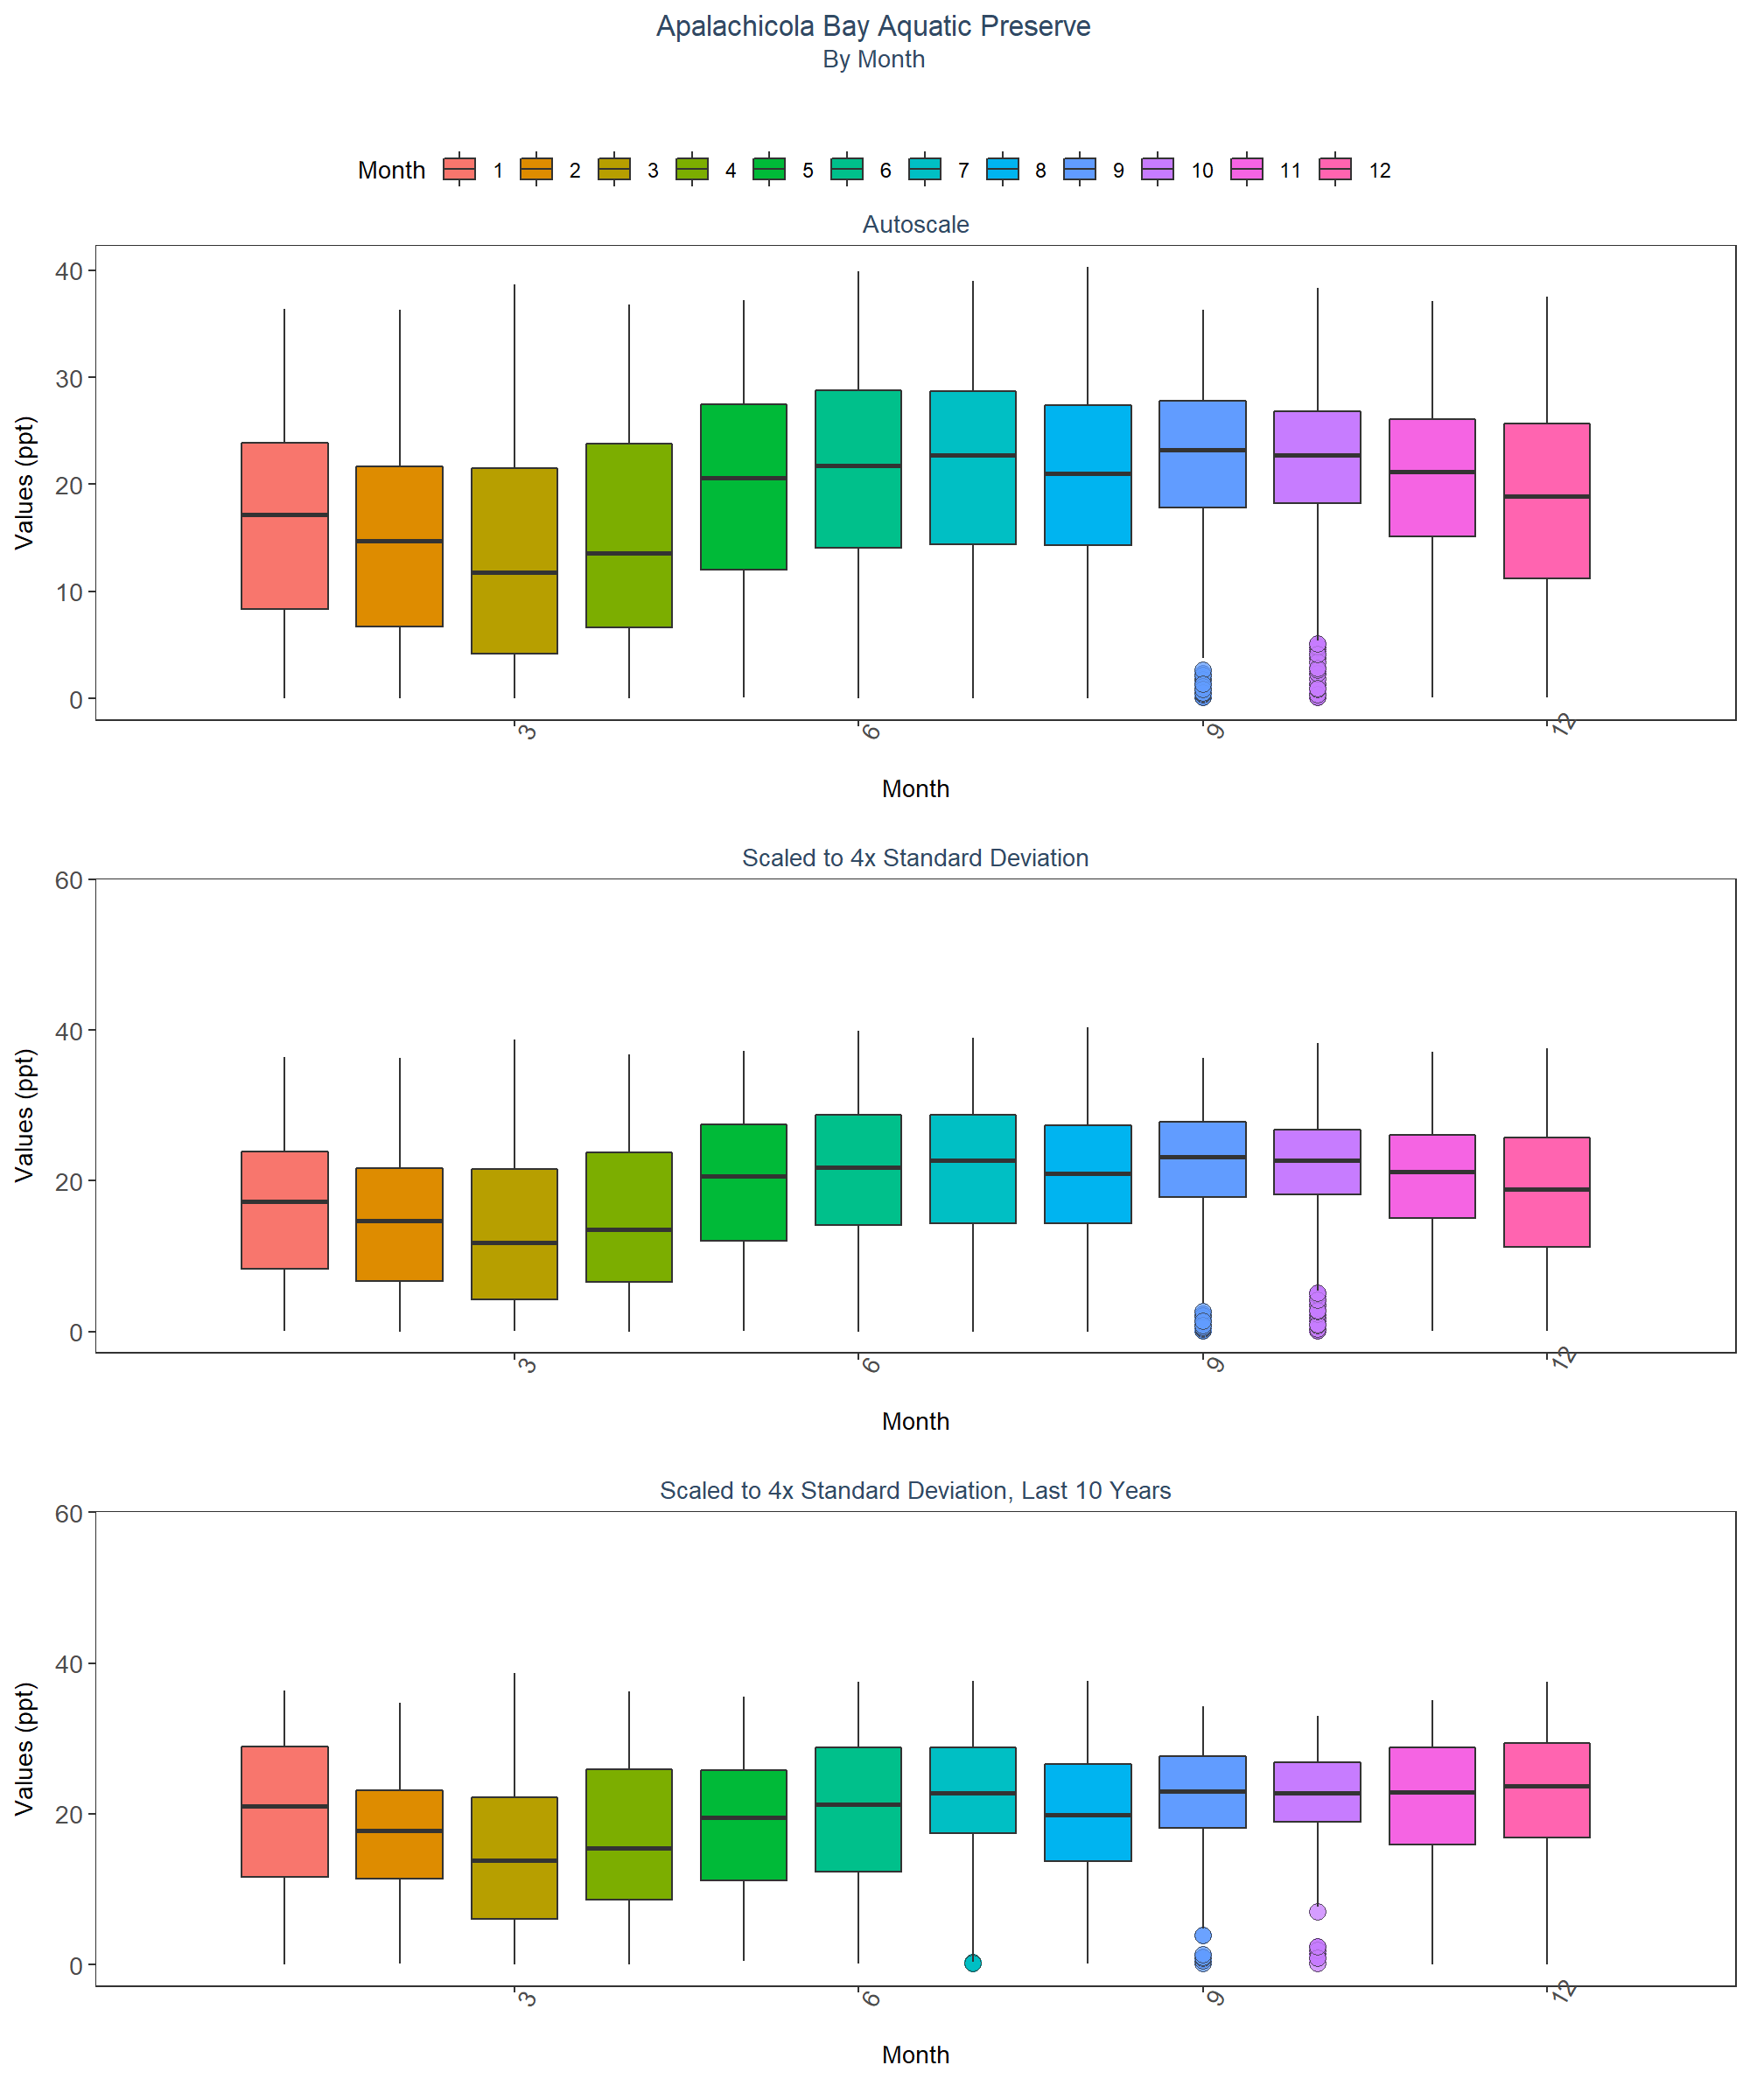 Apalachicola Bay Aquatic Preserve
By Month
Month 1 2 3 4 5 6 7 8 9 10 11 12
Autoscale
Values (ppt)
40
30
20
10
0
3 6 9 12
Month
Scaled to 4x Standard Deviation
Values (ppt)
60
40
20
0
3 6 9 12
Month
Scaled to 4x Standard Deviation, Last 10 Years
Values (ppt)
60
40
20
0
3 6 9 12
Month